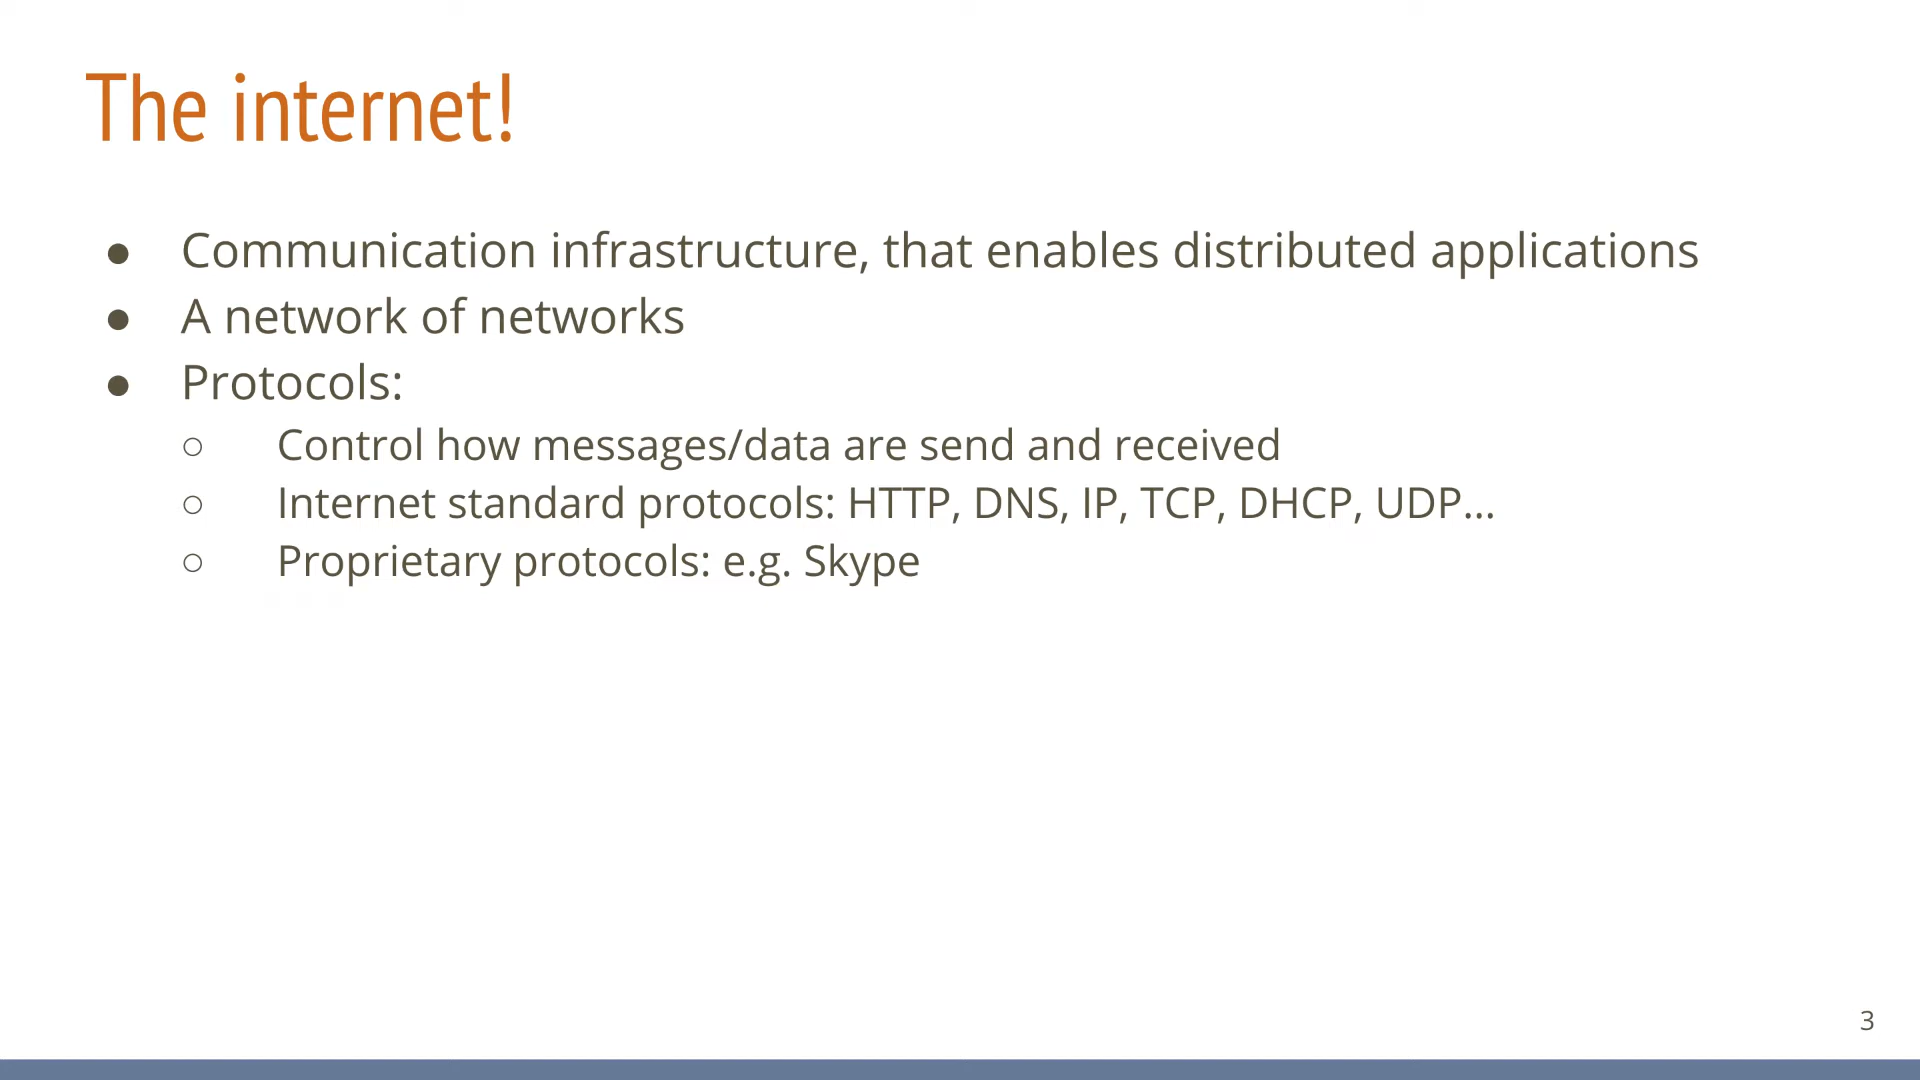 The internet!
● Communication infrastructure, that enables distributed applications
● A network of networks
● Protocols:
○ Control how messages/data are send and received
○ Internet standard protocols: HTTP, DNS, IP, TCP, DHCP, UDP...
○ Proprietary protocols: e.g. Skype
3